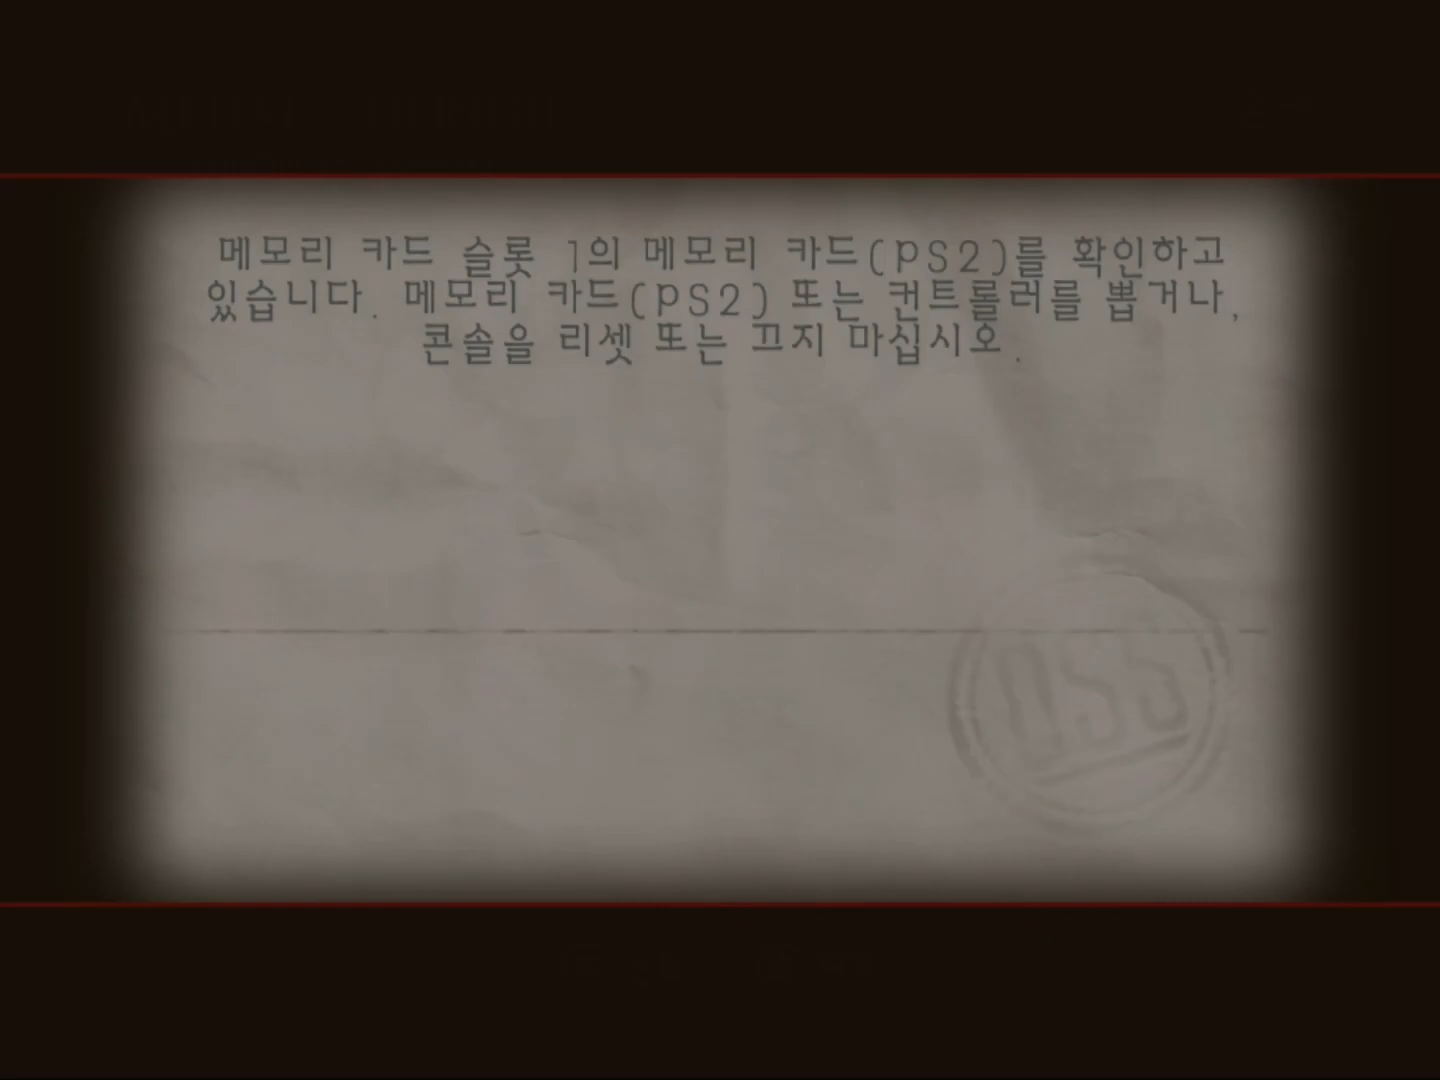 메모리 카드 슬롯 1의 메모리 카드(PS2)를 확인하고
있습니다. 메모리 카드(PS2) 또는 컨트롤러를 뽑거나,
콘솔을 리셋 또는 끄지 마십시오.
OSS